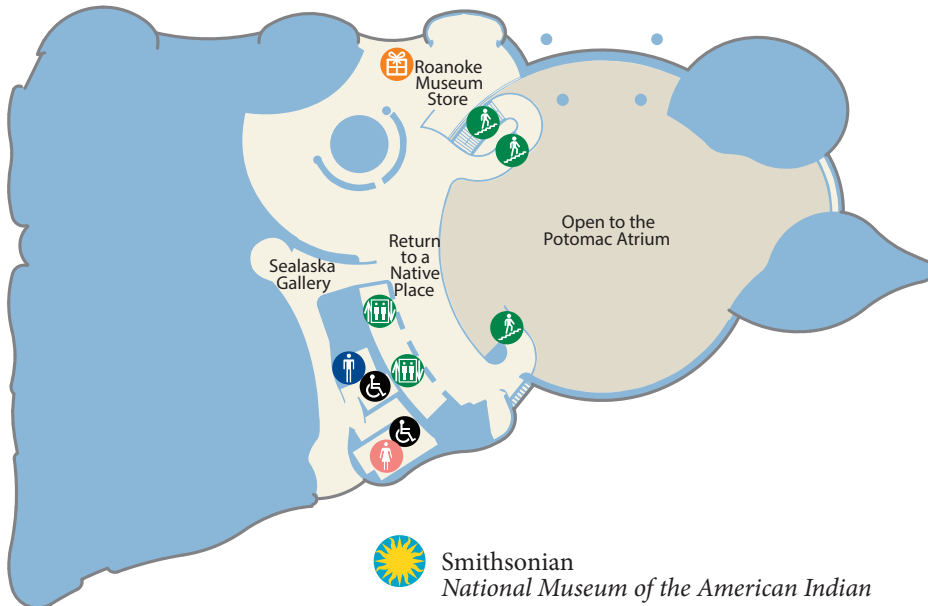 Roanoke
Museum
Store
Open to the
Potomac Atrium
Return
to a
Native
Place
Sealaska
Gallery
Smithsonian
National Museum of the American Indian